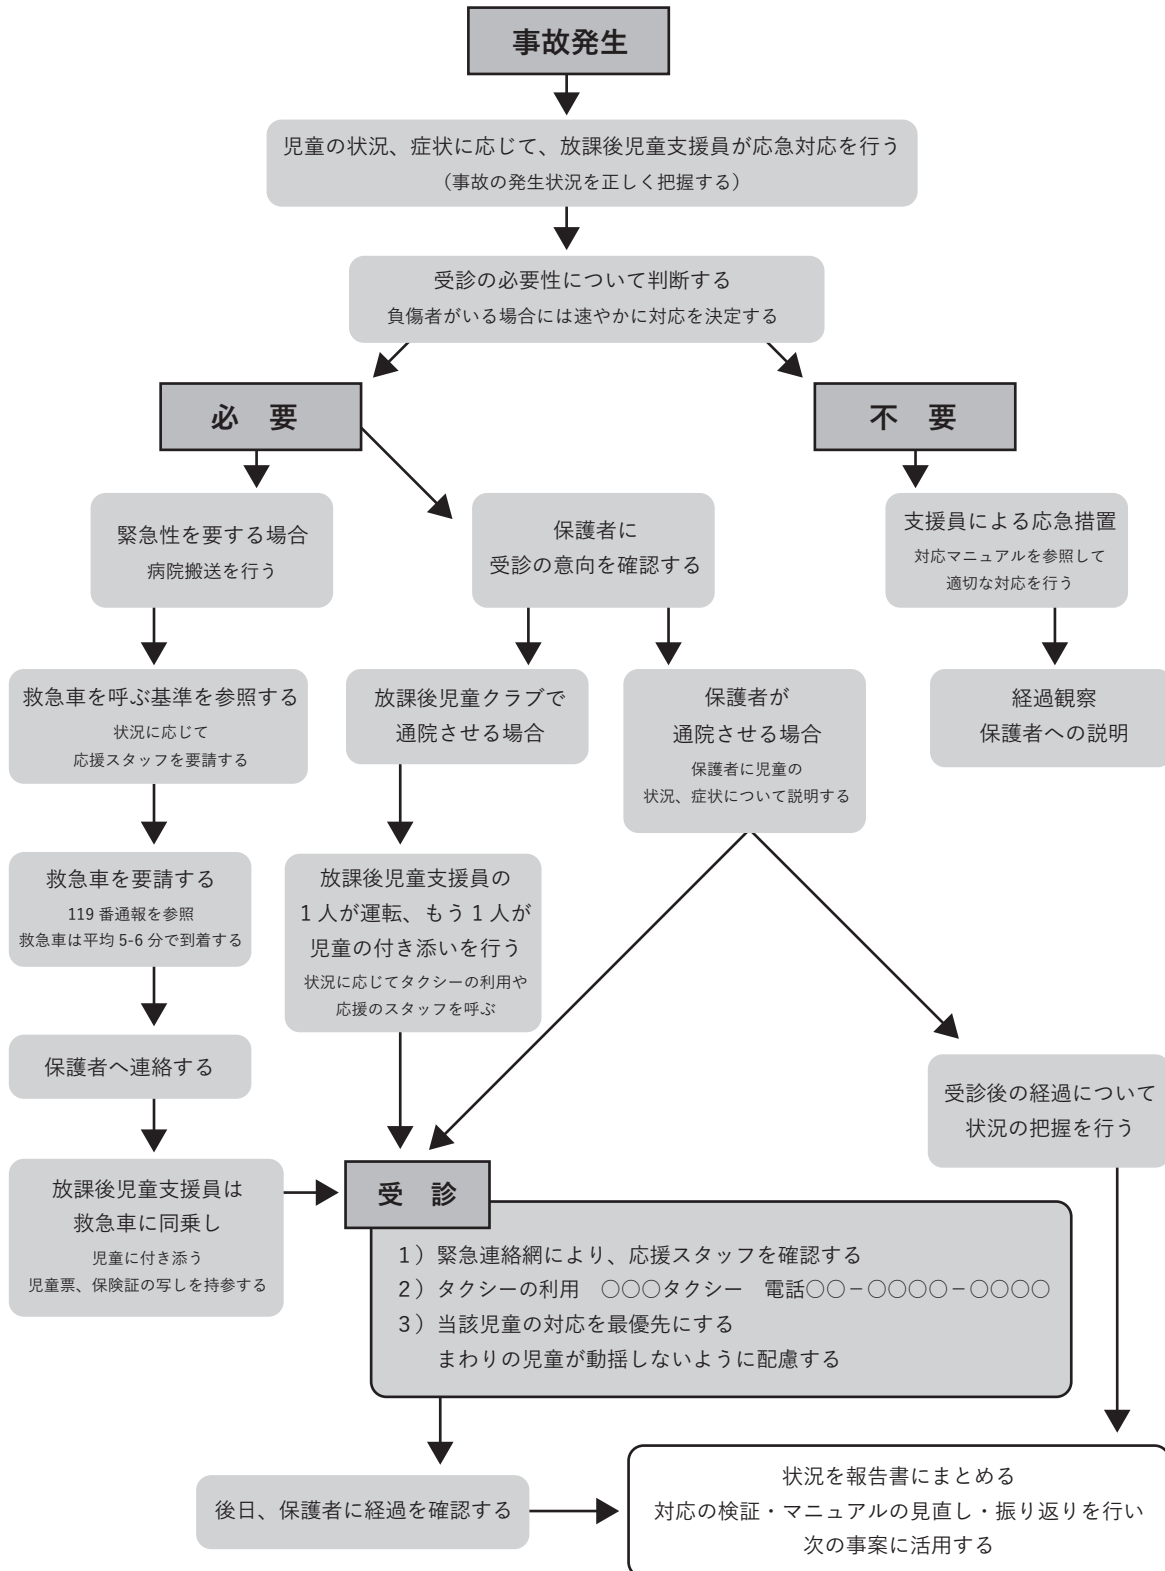 事故発生
児童の状況、症状に応じて、放課後児童支援員が応急対応を行う
（事故の発生状況を正しく把握する）
受診の必要性について判断する
負傷者がいる場合には速やかに対応を決定する
必　要
不　要
緊急性を要する場合
病院搬送を行う
保護者に
受診の意向を確認する
支援員による応急措置
対応マニュアルを参照して
適切な対応を行う
救急車を呼ぶ基準を参照する
状況に応じて
応援スタッフを要請する
放課後児童クラブで
通院させる場合
保護者が
通院させる場合
保護者に児童の
状況、症状について説明する
経過観察
保護者への説明
救急車を要請する
119 番通報を参照
救急車は平均 5-6 分で到着する
放課後児童支援員の
1 人が運転、もう 1 人が
児童の付き添いを行う
状況に応じてタクシーの利用や
応援のスタッフを呼ぶ
保護者へ連絡する
受診後の経過について
状況の把握を行う
放課後児童支援員は
救急車に同乗し
児童に付き添う
児童票、保険証の写しを持参する
受　診
1）緊急連絡網により、応援スタッフを確認する
2）タクシーの利用　○○○タクシー　電話○○－○○○○－○○○○
3）当該児童の対応を最優先にする
まわりの児童が動揺しないように配慮する
後日、保護者に経過を確認する
状況を報告書にまとめる
対応の検証・マニュアルの見直し・振り返りを行い
次の事案に活用する